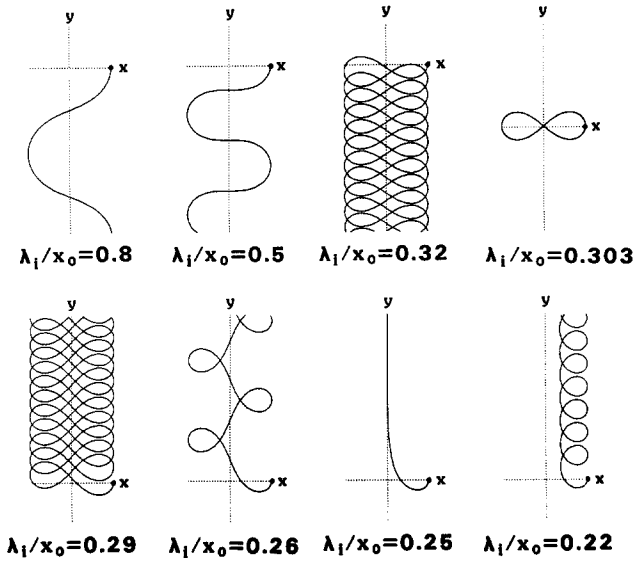 y y y y
x x x x
λi/x₀=0.8 λi/x₀=0.5 λi/x₀=0.32 λi/x₀=0.303
y y y y
x x x x
λi/x₀=0.29 λi/x₀=0.26 λi/x₀=0.25 λi/x₀=0.22